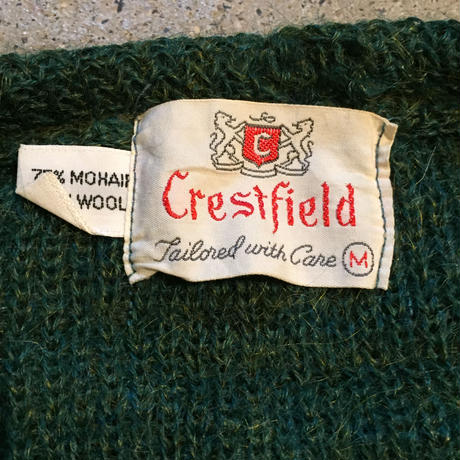 C
Crestfield
Tailored with Care M
75% MOHAIR
WOOL